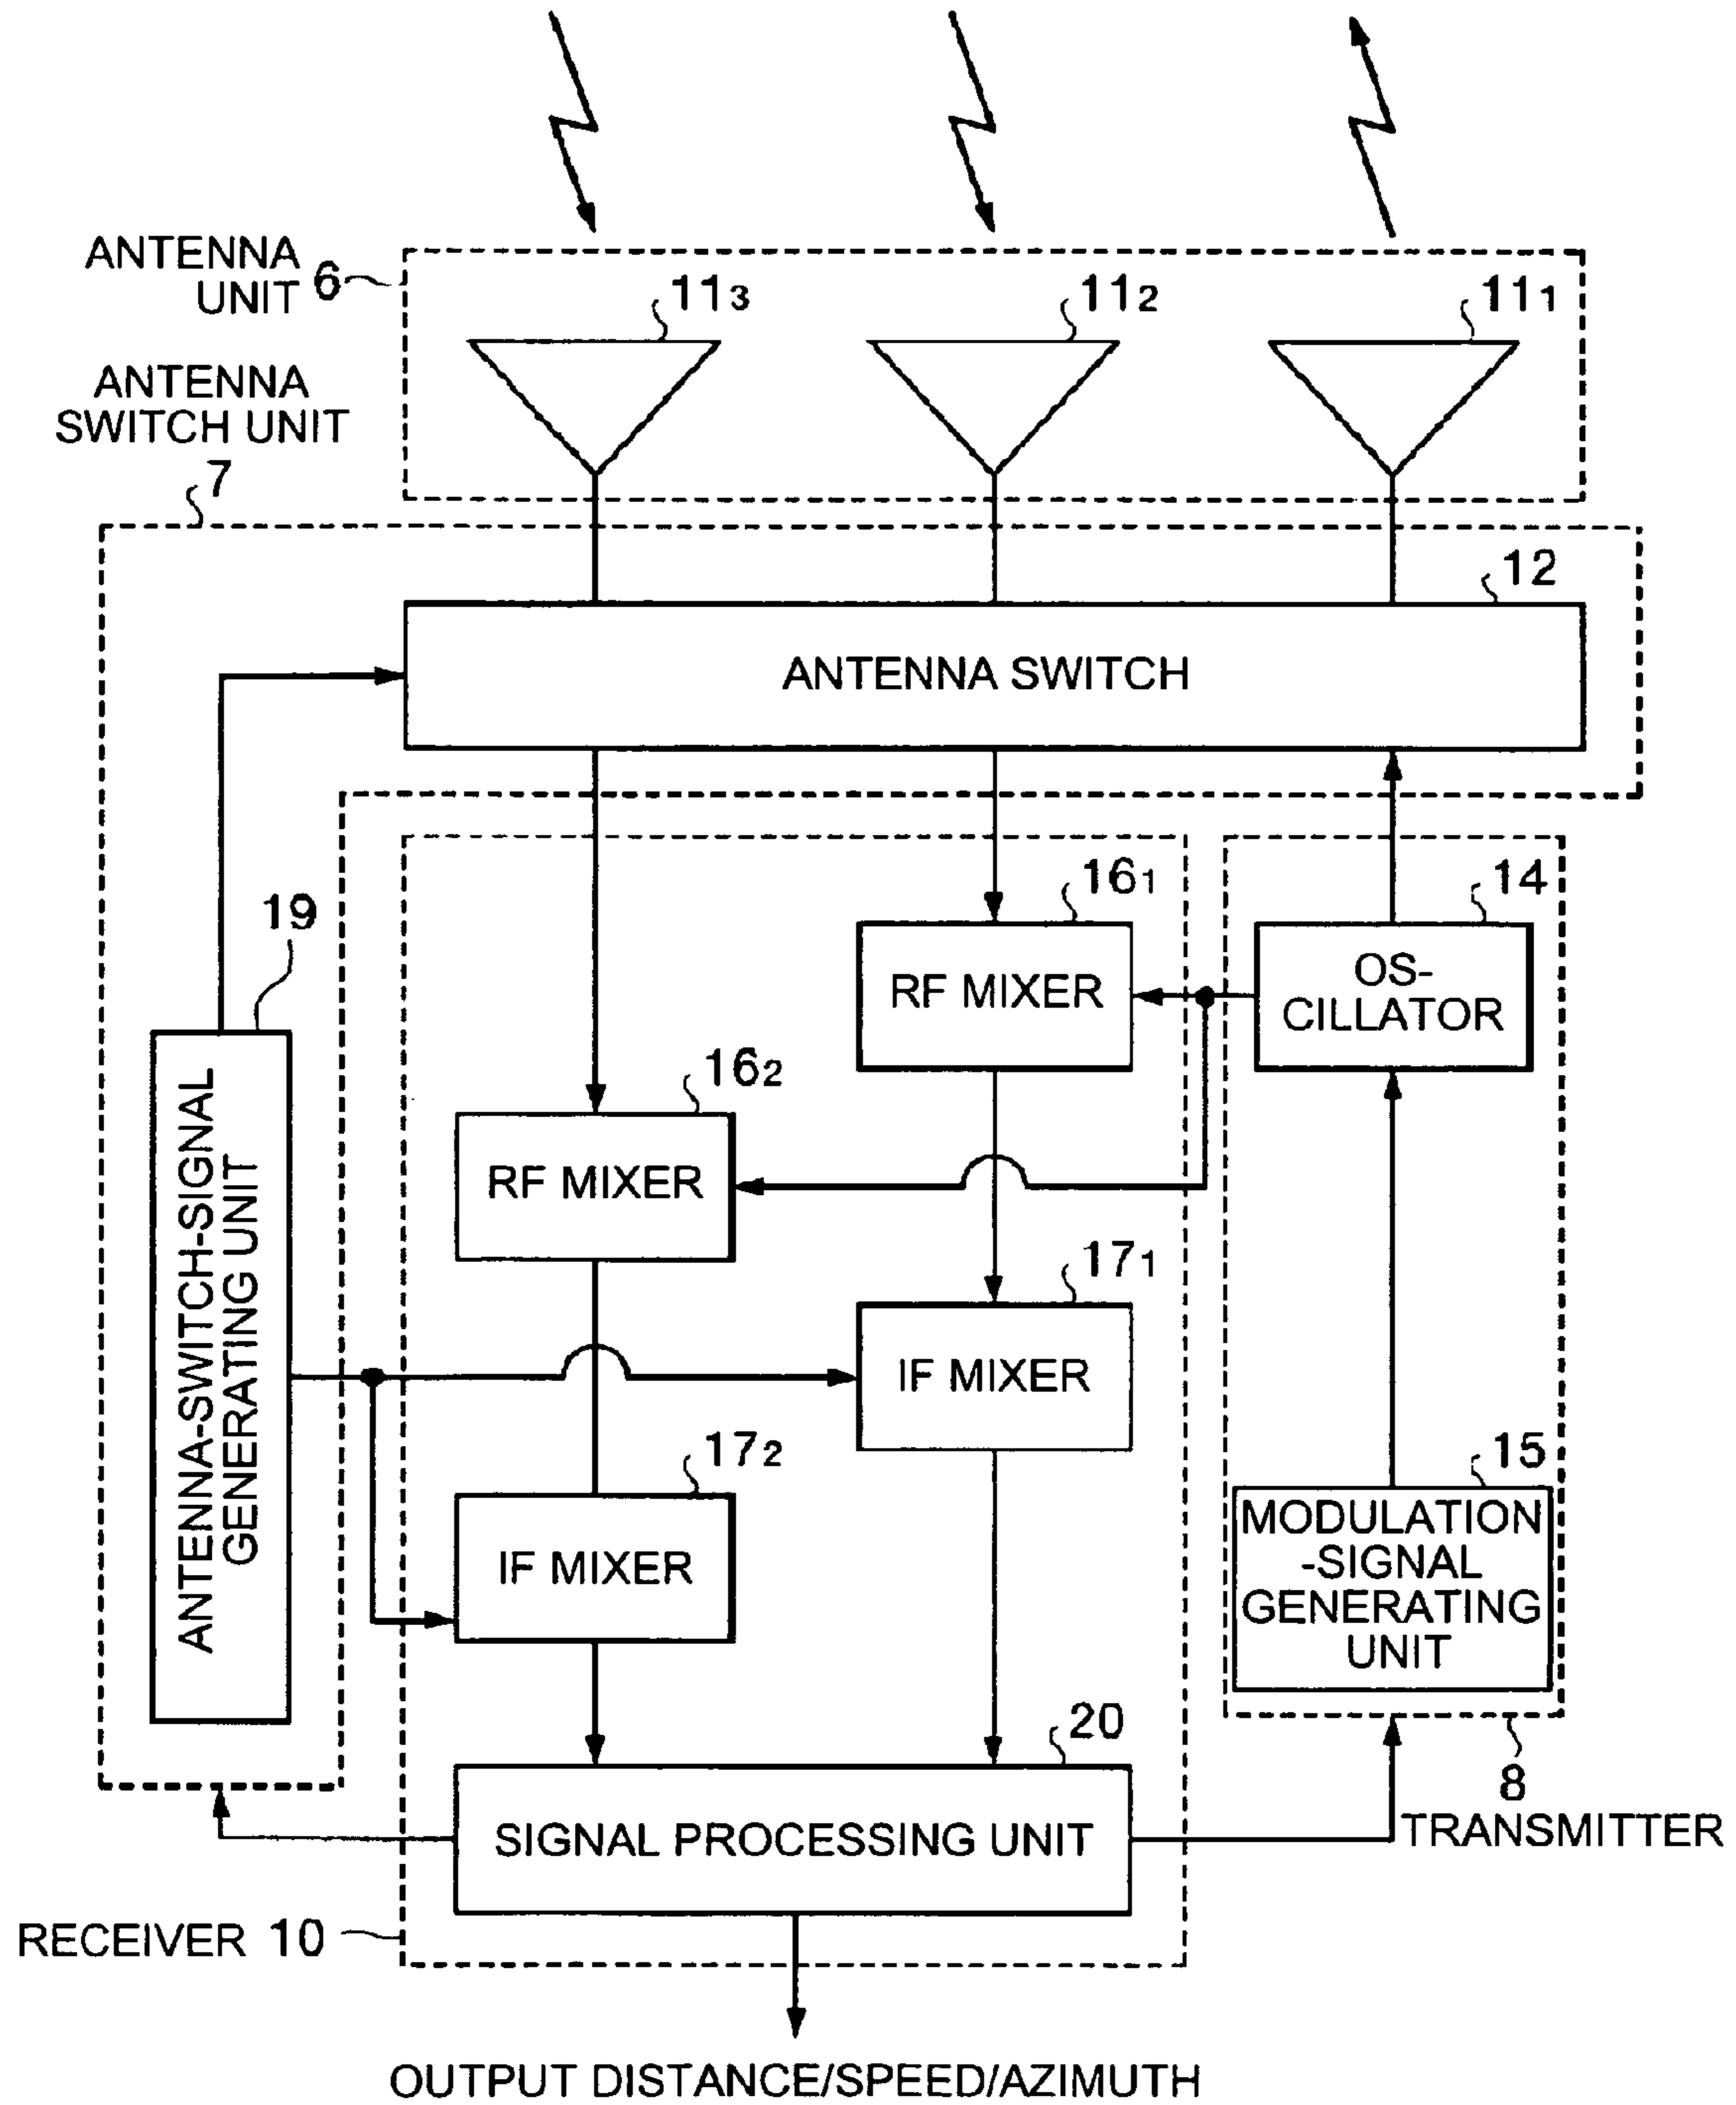 ANTENNA
UNIT 6
11₃
11₂
11₁
ANTENNA
SWITCH UNIT
7
12
ANTENNA SWITCH
16₁
14
19
RF MIXER
OS-
CILLATOR
16₂
ANTENNA-SWITCH-SIGNAL
GENERATING UNIT
RF MIXER
17₁
IF MIXER
17₂
15
IF MIXER
MODULATION
-SIGNAL
GENERATING
UNIT
20
8
TRANSMITTER
SIGNAL PROCESSING UNIT
RECEIVER 10
OUTPUT DISTANCE/SPEED/AZIMUTH